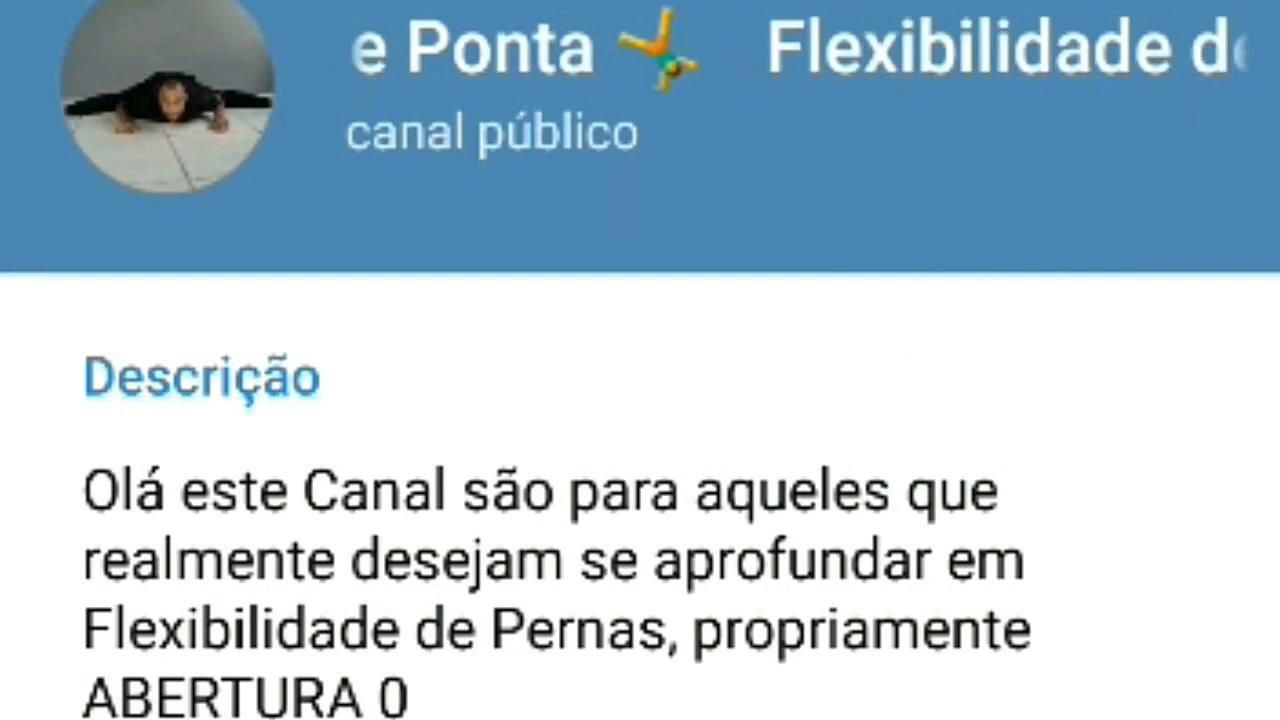 e Ponta 🤸 Flexibilidade d
canal público
Descrição
Olá este Canal são para aqueles que
realmente desejam se aprofundar em
Flexibilidade de Pernas, propriamente
ABERTURA 0